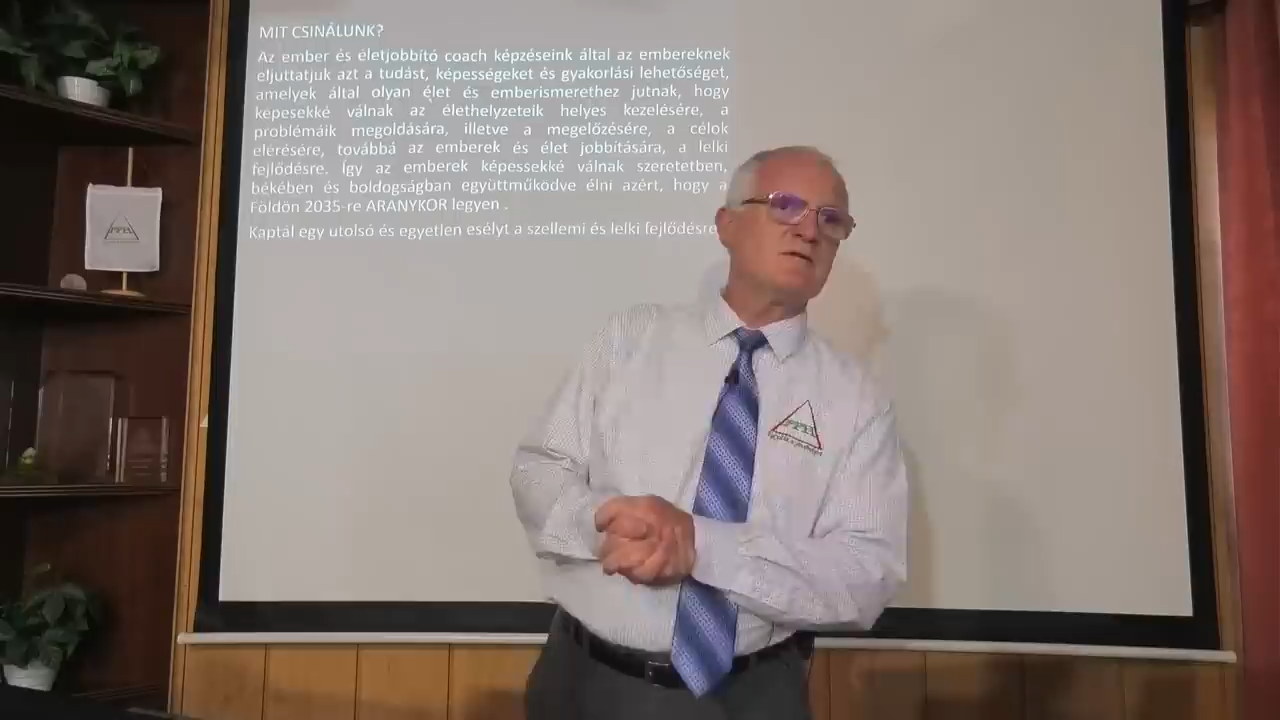 MIT CSINÁLUNK?
Az ember és életjobbító coach képzéseink által az embereknek
eljuttatjuk azt a tudást, képességeket és gyakorlási lehetőséget,
amelyek által olyan élet és emberismerethez jutnak, hogy
képesekké válnak az élethelyzeteik helyes kezelésére, a
problémáik megoldására, illetve a megelőzésére, a célok
elérésére, továbbá az emberek és élet jobbítására, a lelki
fejlődésre. Így az emberek képessekké válnak szeretetben,
békében és boldogságban együttműködve élni azért, hogy a
Földön 2035-re ARANYKOR legyen .
Kaptál egy utolsó és egyetlen esélyt a szellemi és lelki fejlődésre